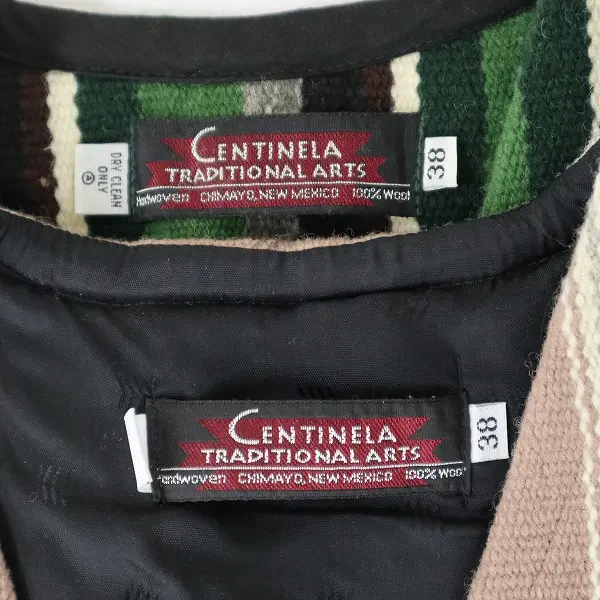 CENTINELA
TRADITIONAL ARTS
Handwoven CHIMAYO, NEW MEXICO 100% Wool
38
DRY CLEAN
ONLY
A
CENTINELA
TRADITIONAL ARTS
andwoven CHIMAYO, NEW MEXICO 100% Woo
38